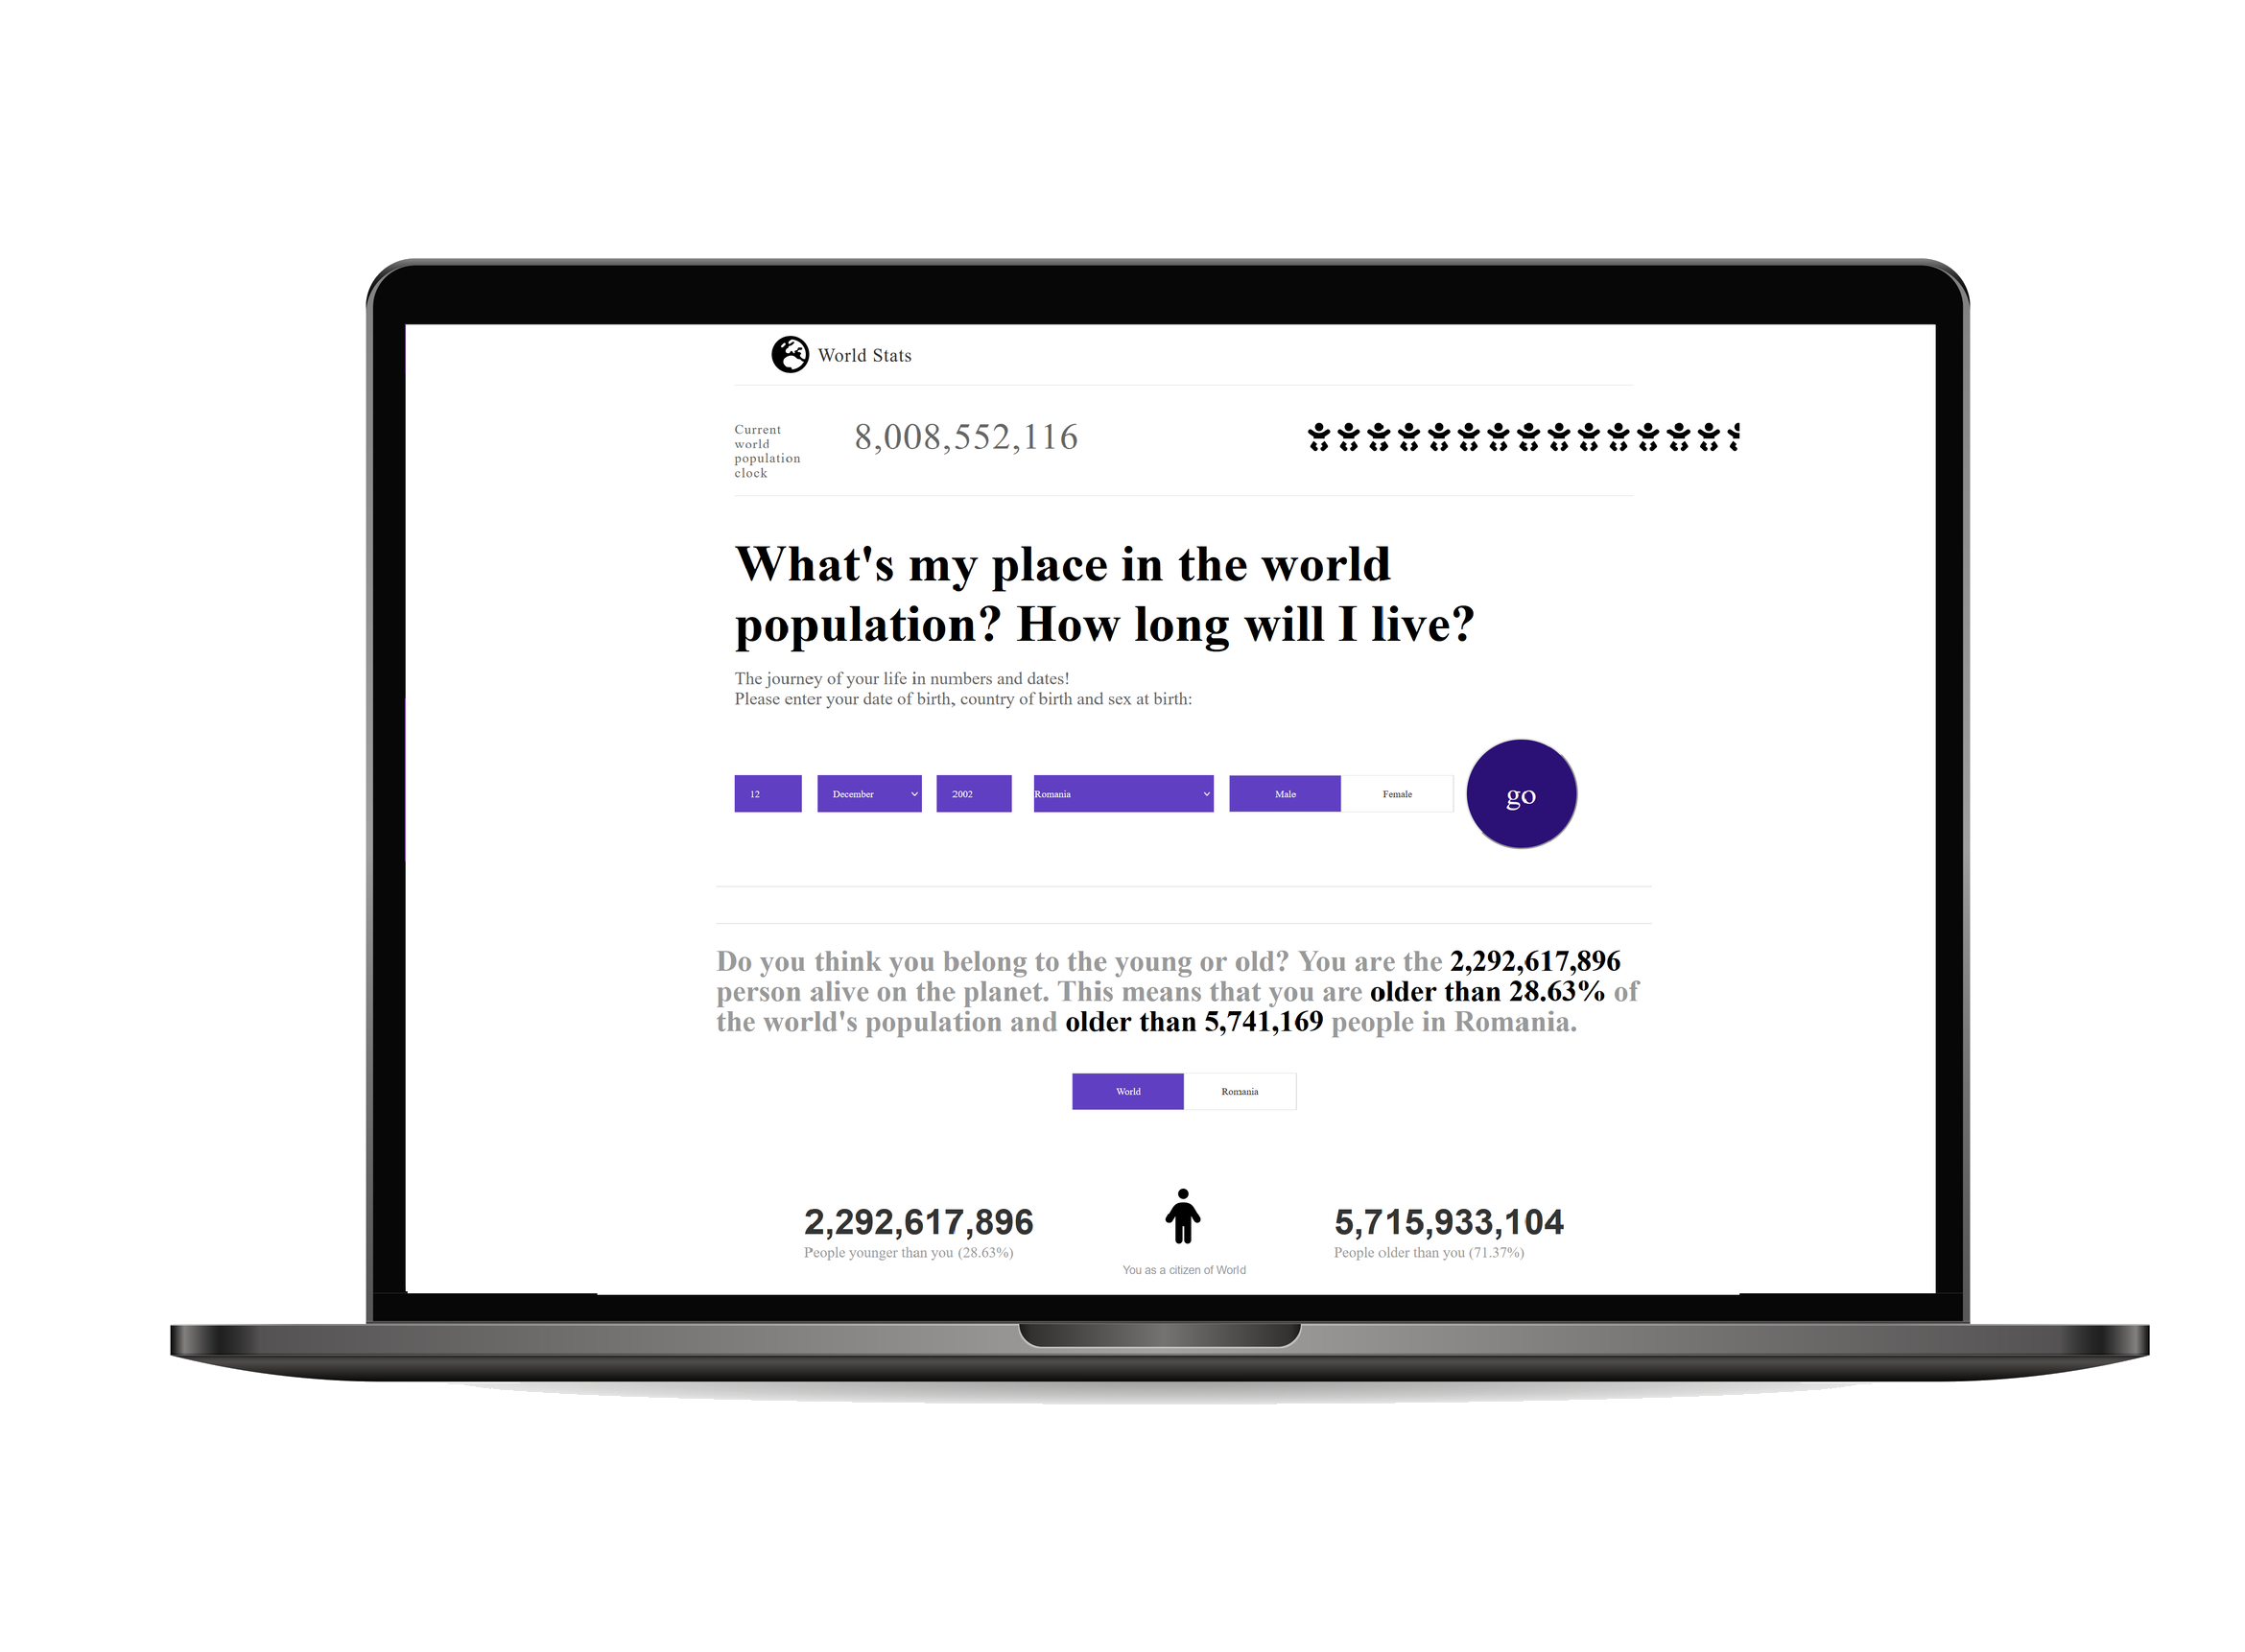 World Stats
Current
world
population
clock
8,008,552,116
What's my place in the world
population? How long will I live?
The journey of your life in numbers and dates!
Please enter your date of birth, country of birth and sex at birth:
12 December 2002 Romania Male Female go
Do you think you belong to the young or old? You are the 2,292,617,896
person alive on the planet. This means that you are older than 28.63% of
the world's population and older than 5,741,169 people in Romania.
World Romania
2,292,617,896
People younger than you (28.63%)
You as a citizen of World
5,715,933,104
People older than you (71.37%)